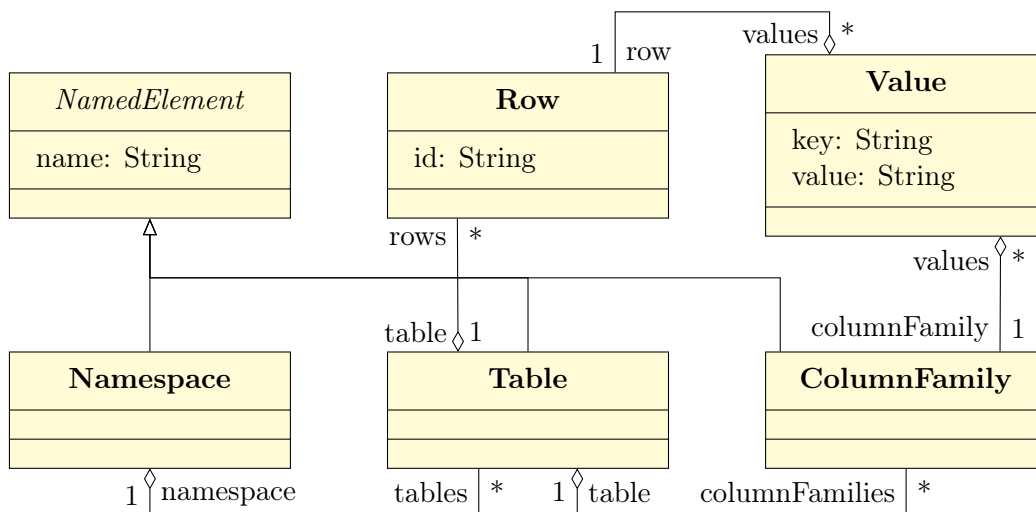 values *
1 row
NamedElement
name: String
Row
id: String
Value
key: String
value: String
rows *
values *
table 1
columnFamily 1
Namespace
Table
ColumnFamily
1 namespace
tables *
1 table
columnFamilies *